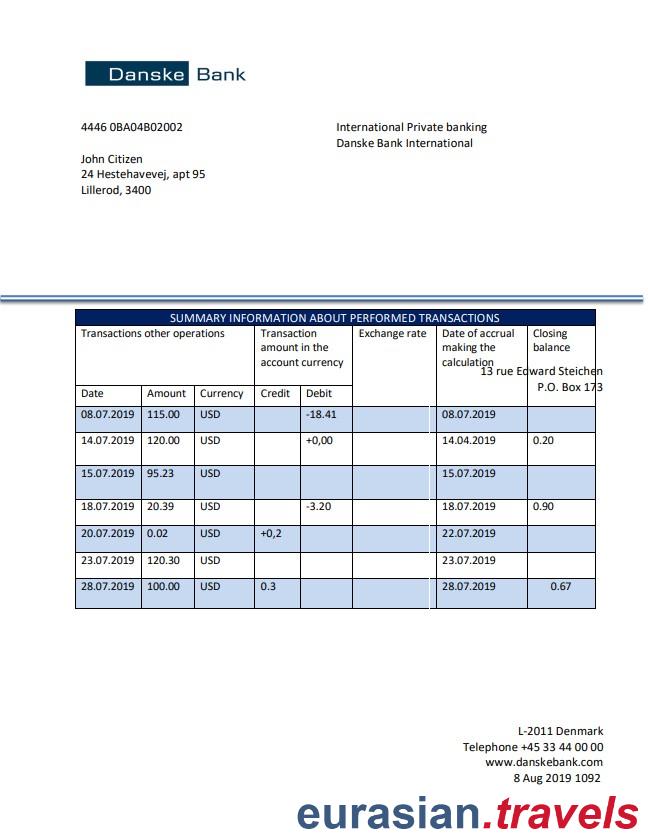 Danske Bank
4446 0BA04B02002
International Private banking
Danske Bank International
John Citizen
24 Hestehavevej, apt 95
Lillerod, 3400
SUMMARY INFORMATION ABOUT PERFORMED TRANSACTIONS
Transactions other operations
Transaction
amount in the
account currency
Exchange rate
Date of accrual
making the
calculation
Closing
balance
13 rue Edward Steichen
P.O. Box 173
Date Amount Currency Credit Debit
08.07.2019 115.00 USD -18.41 08.07.2019
14.07.2019 120.00 USD +0,00 14.04.2019 0.20
15.07.2019 95.23 USD 15.07.2019
18.07.2019 20.39 USD -3.20 18.07.2019 0.90
20.07.2019 0.02 USD +0,2 22.07.2019
23.07.2019 120.30 USD 23.07.2019
28.07.2019 100.00 USD 0.3 28.07.2019 0.67
L-2011 Denmark
Telephone +45 33 44 00 00
www.danskebank.com
8 Aug 2019 1092
eurasian.travels